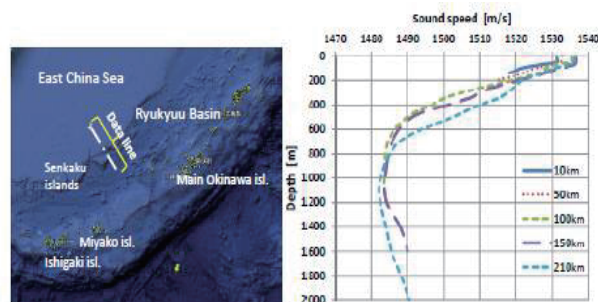 East China Sea
Ryukyuu Basin
Data line
Senkaku
islands
Main Okinawa isl.
Miyako isl.
Ishigaki isl.
Sound speed [m/s]
1470 1480 1490 1500 1510 1520 1530 1540
0
200
400
600
800
1.000
1.200
1.400
1.600
1.800
2.000
Depth [m]
10km
50km
100km
150km
210km